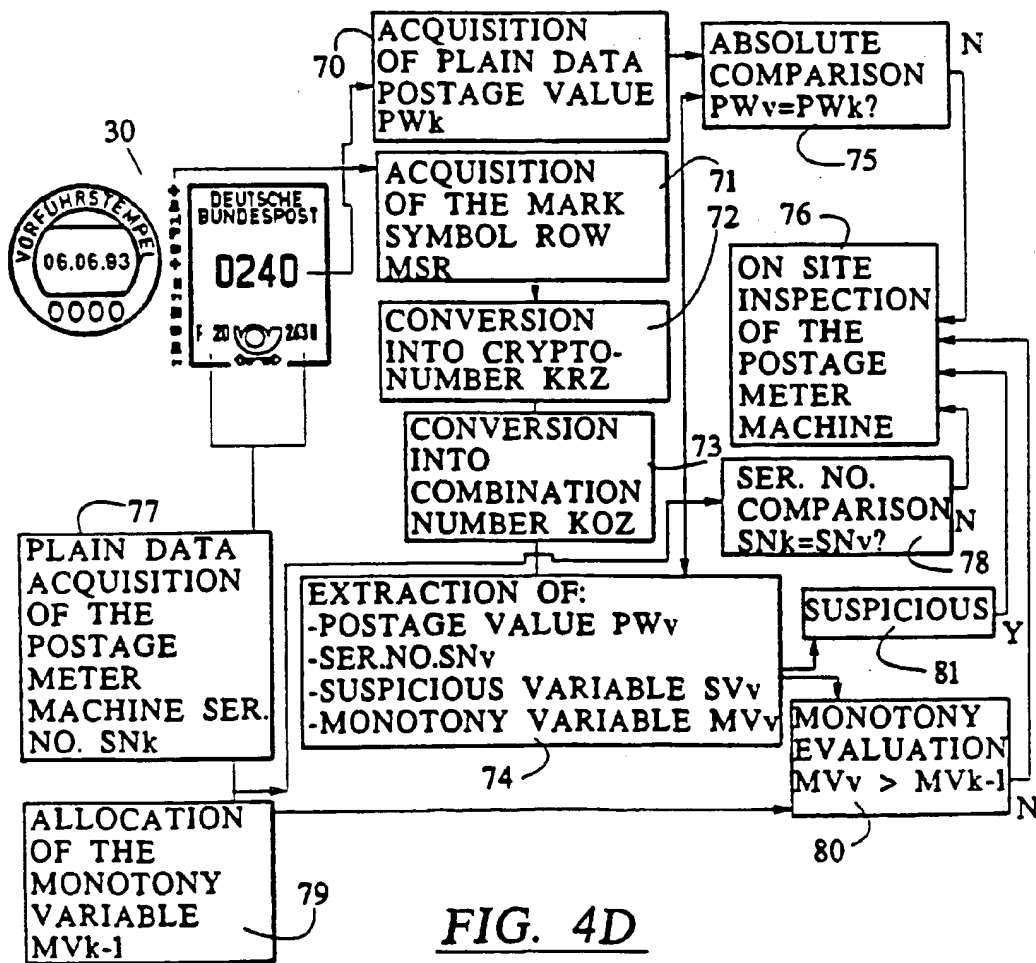 70
ACQUISITION
OF PLAIN DATA
POSTAGE VALUE
PWk
ABSOLUTE
COMPARISON
PWv=PWk?
N
75
30
VORFÜHRSTEMPEL
06.06.93
0000
DEUTSCHE
BUNDESPOST
0240
F 20
ACQUISITION
OF THE MARK
SYMBOL ROW
MSR
71
72
CONVERSION
INTO CRYPTO-
NUMBER KRZ
76
ON SITE
INSPECTION
OF THE
POSTAGE
METER
MACHINE
CONVERSION
INTO
COMBINATION
NUMBER KOZ
73
SER. NO.
COMPARISON
SNk=SNv?
N
78
77
PLAIN DATA
ACQUISITION
OF THE
POSTAGE
METER
MACHINE SER.
NO. SNk
EXTRACTION OF:
-POSTAGE VALUE PWv
-SER.NO.SNv
-SUSPICIOUS VARIABLE SVv
-MONOTONY VARIABLE MVv
74
SUSPICIOUS
Y
81
MONOTONY
EVALUATION
MVv > MVk-1
N
80
ALLOCATION
OF THE
MONOTONY
VARIABLE
MVk-1
79
FIG. 4D